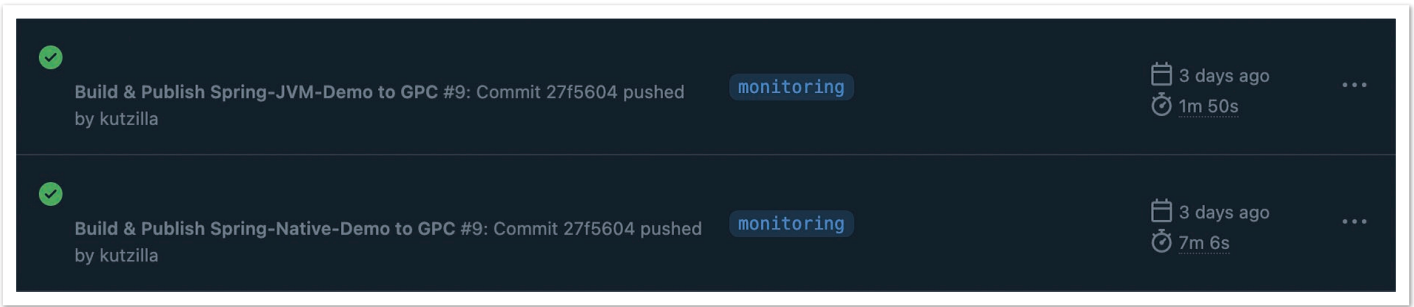 Build & Publish Spring-JVM-Demo to GPC #9: Commit 27f5604 pushed
by kutzilla
monitoring
3 days ago
1m 50s
Build & Publish Spring-Native-Demo to GPC #9: Commit 27f5604 pushed
by kutzilla
monitoring
3 days ago
7m 6s